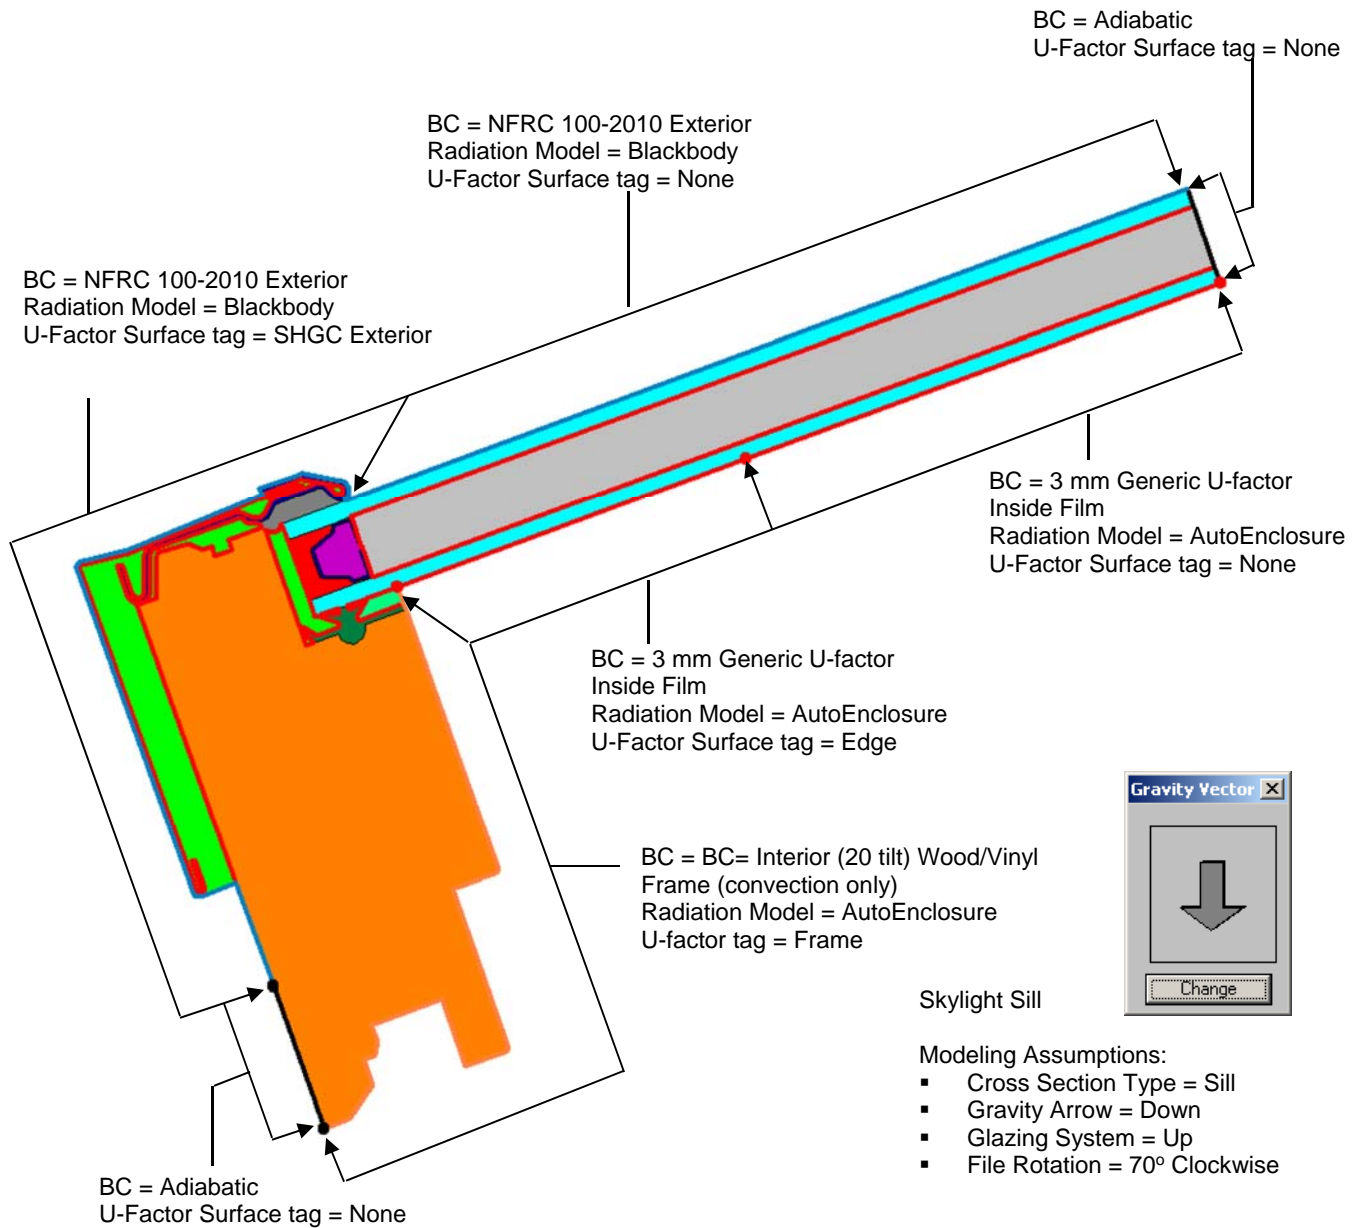 BC = Adiabatic
U-Factor Surface tag = None
BC = NFRC 100-2010 Exterior
Radiation Model = Blackbody
U-Factor Surface tag = None
BC = NFRC 100-2010 Exterior
Radiation Model = Blackbody
U-Factor Surface tag = SHGC Exterior
BC = 3 mm Generic U-factor
Inside Film
Radiation Model = AutoEnclosure
U-Factor Surface tag = None
BC = 3 mm Generic U-factor
Inside Film
Radiation Model = AutoEnclosure
U-Factor Surface tag = Edge
BC = BC= Interior (20 tilt) Wood/Vinyl
Frame (convection only)
Radiation Model = AutoEnclosure
U-factor tag = Frame
Gravity Vector
Change
Skylight Sill
Modeling Assumptions:
▪ Cross Section Type = Sill
▪ Gravity Arrow = Down
▪ Glazing System = Up
▪ File Rotation = 70º Clockwise
BC = Adiabatic
U-Factor Surface tag = None